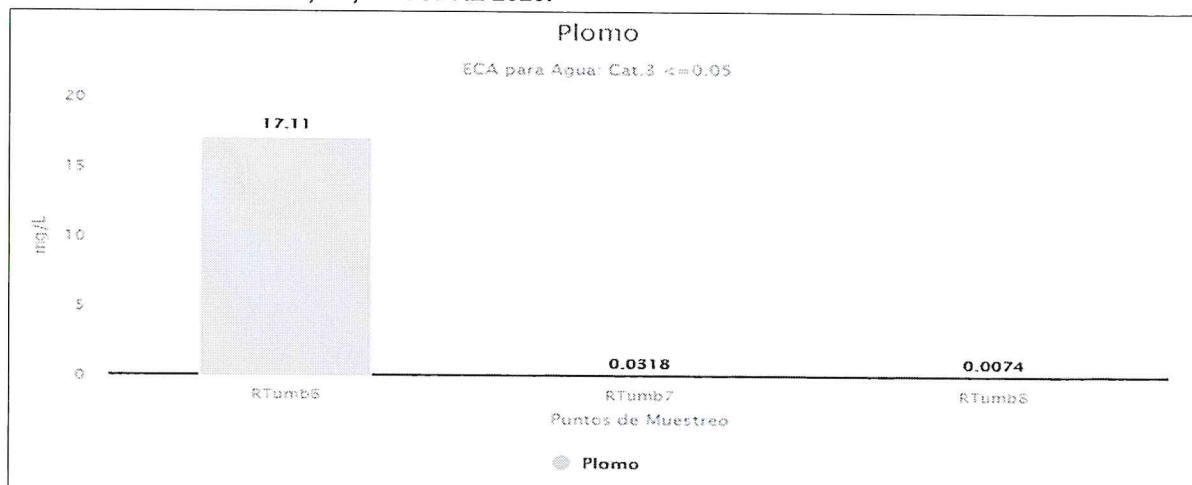 Plomo
ECA para Agua: Cat.3 <=0.05
20
17.11
15
mg/L
10
5
0
0.0318
0.0074
RTumb6
RTumb7
RTumb8
Puntos de Muestreo
Plomo